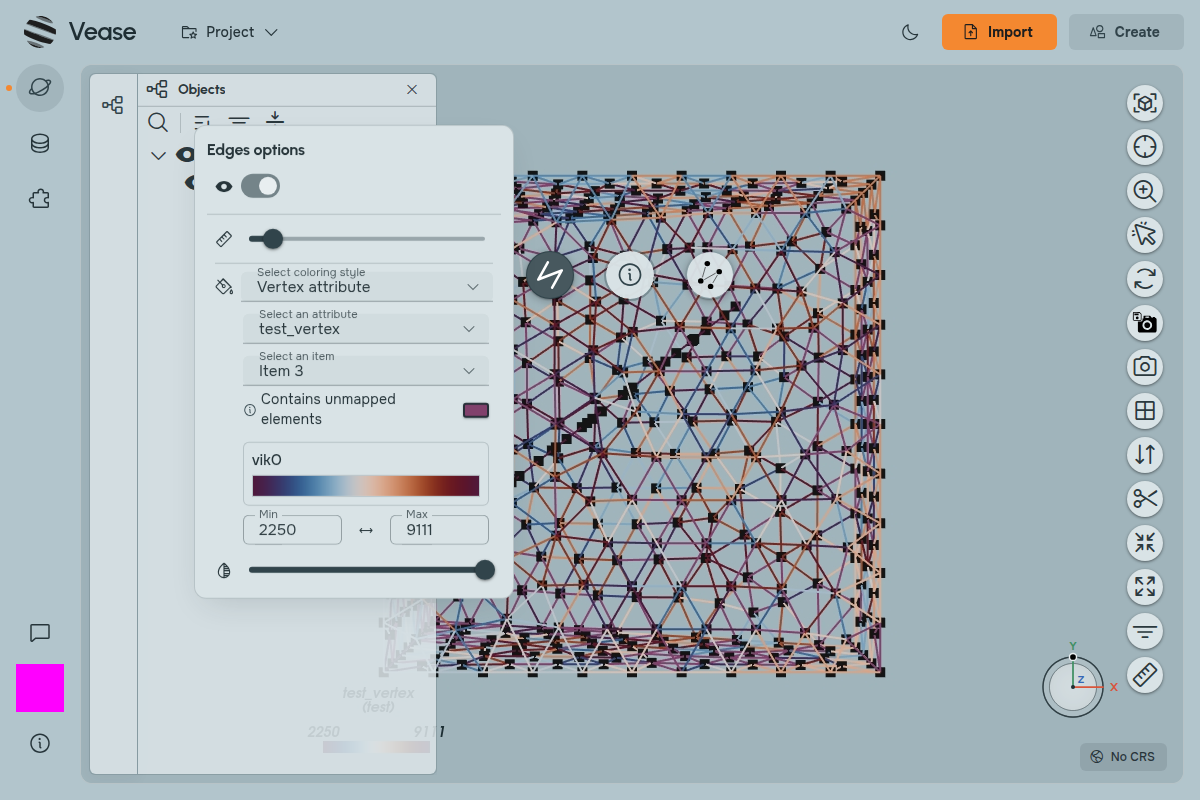 Vease
Project
Import
Create
Objects
Edges options
Select coloring style
Vertex attribute
Select an attribute
test_vertex
Select an item
Item 3
Contains unmapped
elements
vikO
Min
Max
2250
9111
test_vertex
(test)
2250
9111
Y
Z
X
No CRS